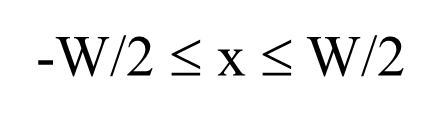 -W/2 ≤ x ≤ W/2